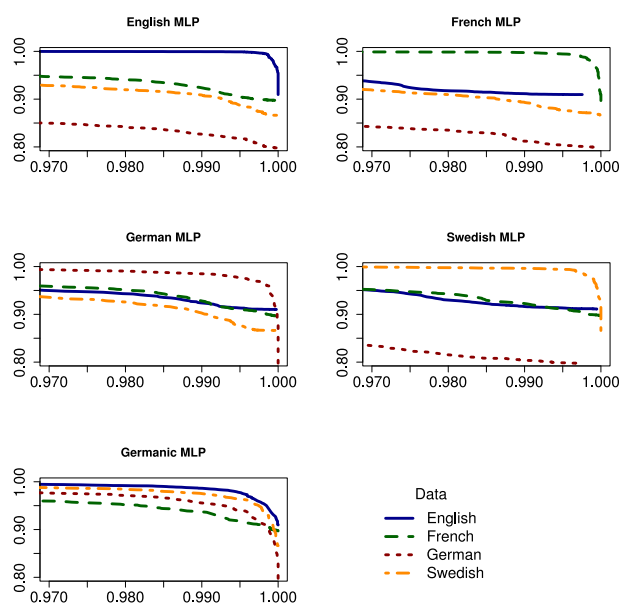 English MLP
1.00
0.90
0.80
0.970 0.980 0.990 1.000
French MLP
1.00
0.90
0.80
0.970 0.980 0.990 1.000
German MLP
1.00
0.90
0.80
0.970 0.980 0.990 1.000
Swedish MLP
1.00
0.90
0.80
0.970 0.980 0.990 1.000
Germanic MLP
1.09
0.90
0.80
0.970 0.980 0.990 1.000
Data
English
French
German
Swedish